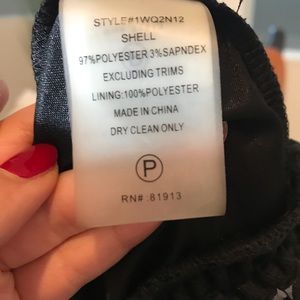 STYLE#1WQ2N12
SHELL
97%POLYESTER 3%SAPNDEX
EXCLUDING TRIMS
LINING:100%POLYESTER
MADE IN CHINA
DRY CLEAN ONLY
P
RN# :81913